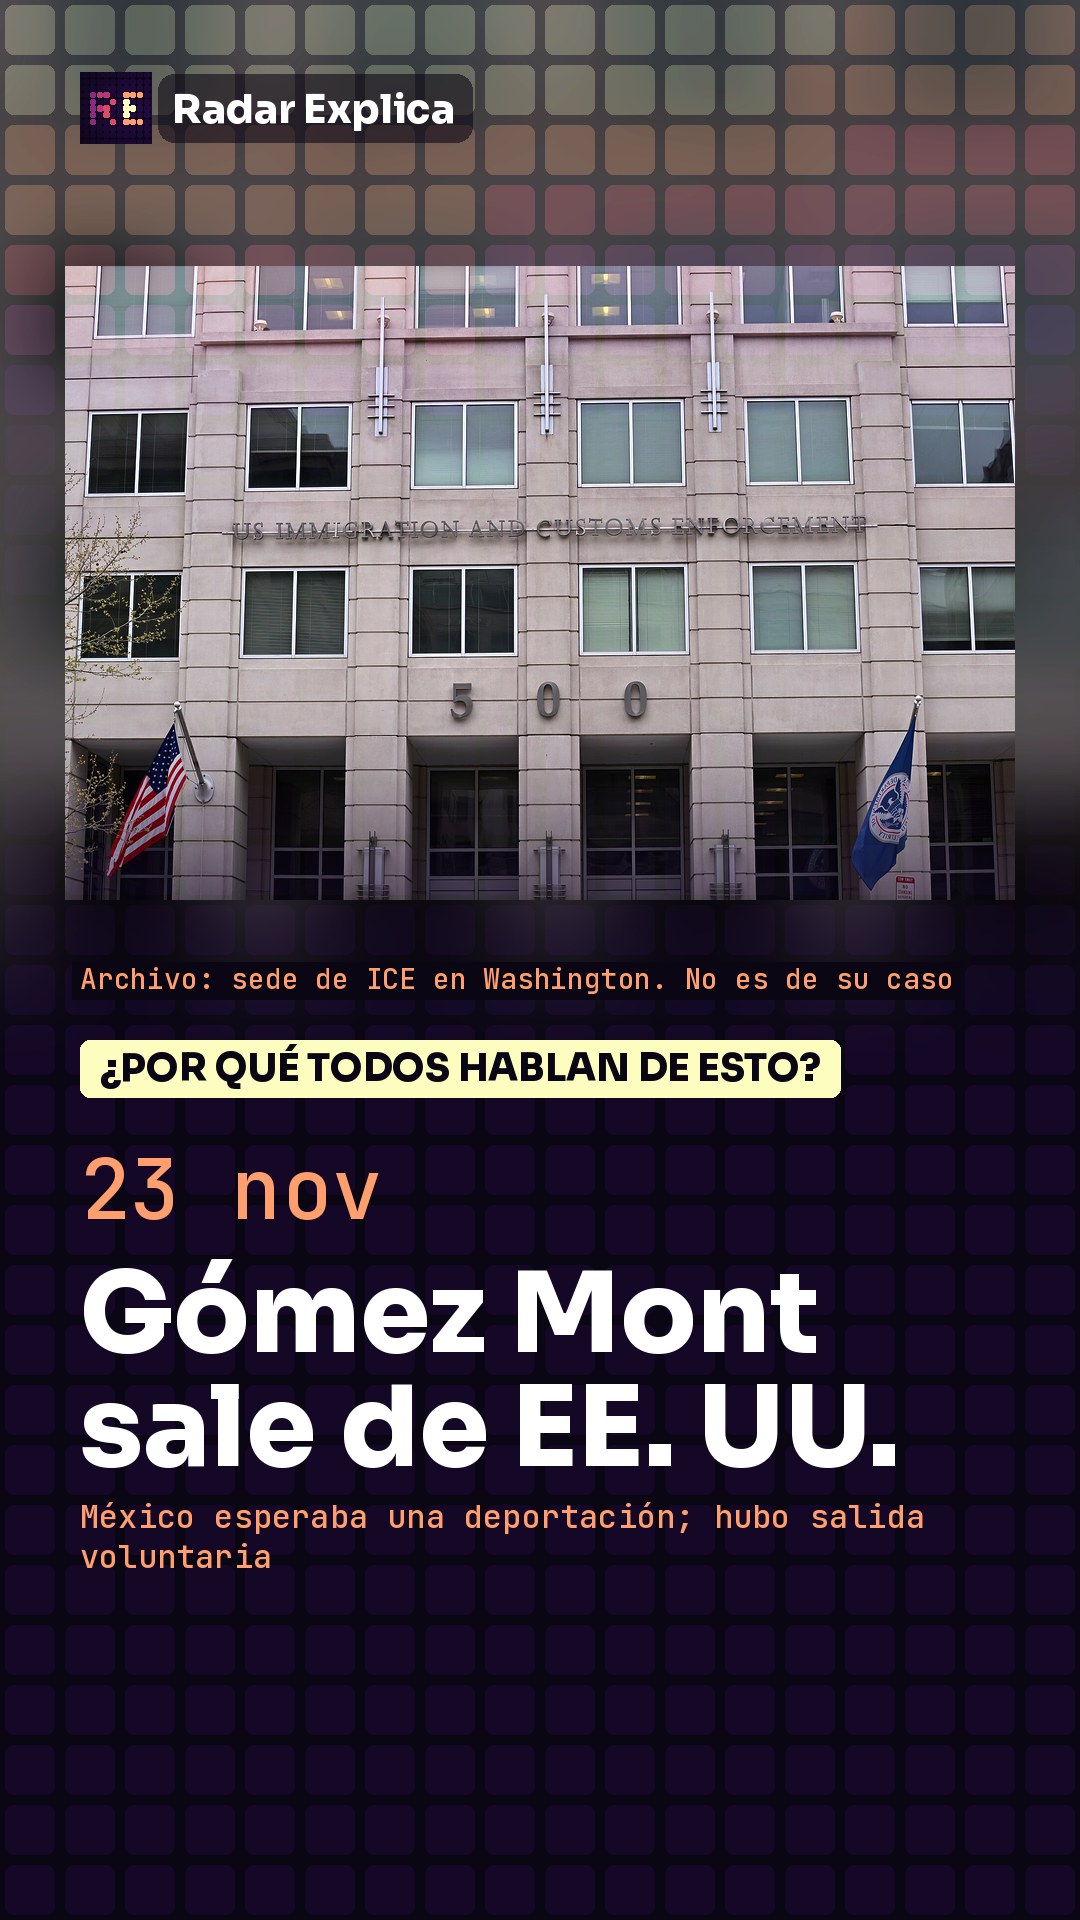 RE
Radar Explica
US IMMIGRATION AND CUSTOMS ENFORCEMENT
500
Archivo: sede de ICE en Washington. No es de su caso
¿POR QUÉ TODOS HABLAN DE ESTO?
23 nov
Gómez Mont
sale de EE. UU.
México esperaba una deportación; hubo salida
voluntaria